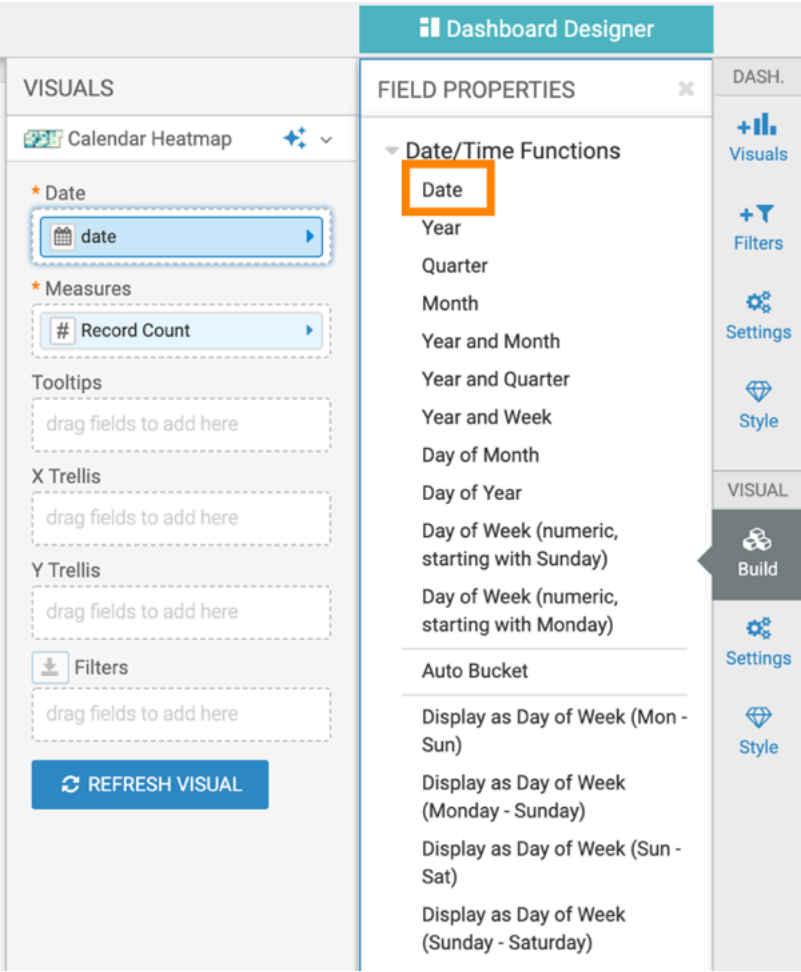 Dashboard Designer
VISUALS
Calendar Heatmap
* Date
date
* Measures
# Record Count
Tooltips
drag fields to add here
X Trellis
drag fields to add here
Y Trellis
drag fields to add here
Filters
drag fields to add here
REFRESH VISUAL
FIELD PROPERTIES
Date/Time Functions
Date
Year
Quarter
Month
Year and Month
Year and Quarter
Year and Week
Day of Month
Day of Year
Day of Week (numeric,
starting with Sunday)
Day of Week (numeric,
starting with Monday)
Auto Bucket
Display as Day of Week (Mon -
Sun)
Display as Day of Week
(Monday - Sunday)
Display as Day of Week (Sun -
Sat)
Display as Day of Week
(Sunday - Saturday)
DASH.
Visuals
Filters
Settings
Style
VISUAL
Build
Settings
Style